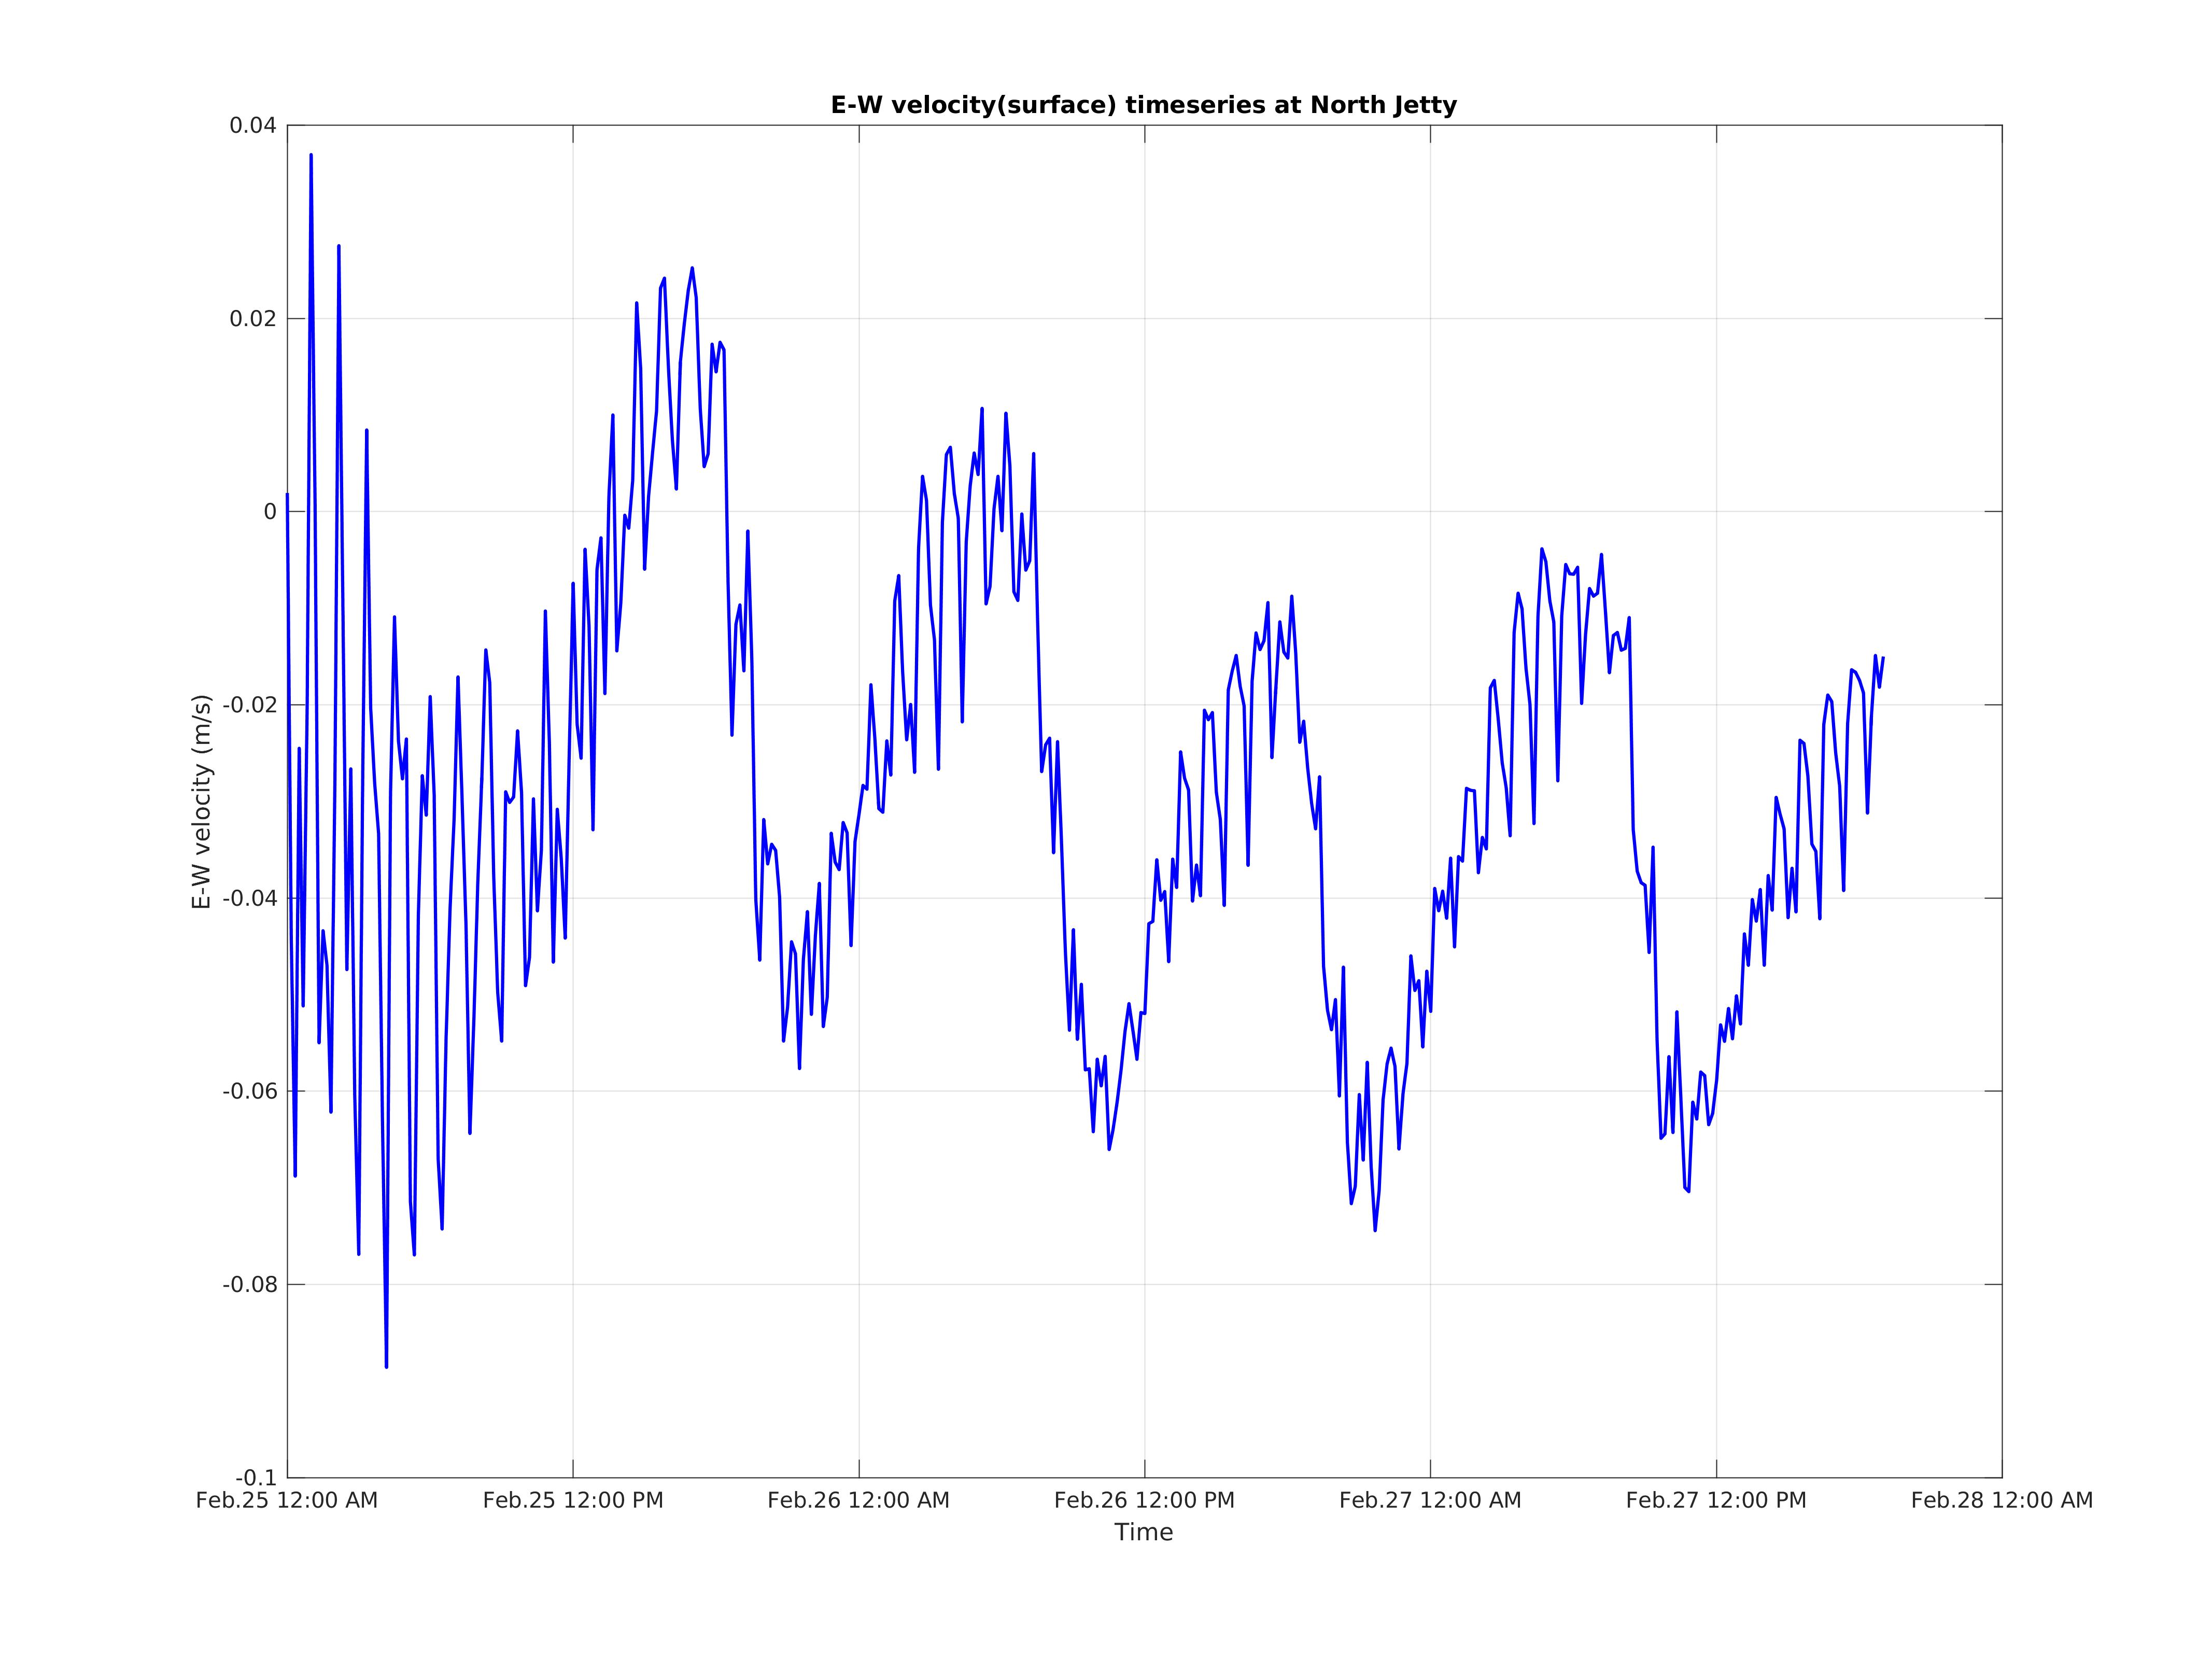 E-W velocity(surface) timeseries at North Jetty
0.04
0.02
0
-0.02
-0.04
-0.06
-0.08
-0.1
E-W velocity (m/s)
Feb.25 12:00 AM Feb.25 12:00 PM Feb.26 12:00 AM Feb.26 12:00 PM Feb.27 12:00 AM Feb.27 12:00 PM Feb.28 12:00 AM
Time